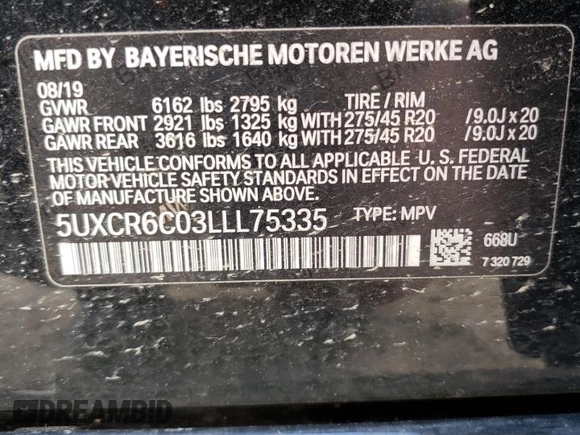 MFD BY BAYERISCHE MOTOREN WERKE AG
08/19
GVWR 6162 lbs 2795 kg TIRE / RIM
GAWR FRONT 2921 lbs 1325 kg WITH 275/45 R20 / 9.0J x 20
GAWR REAR 3616 lbs 1640 kg WITH 275/45 R20 / 9.0J x 20
THIS VEHICLE CONFORMS TO ALL APPLICABLE U. S. FEDERAL
MOTOR VEHICLE SAFETY STANDARDS IN EFFECT ON THE DATE
OF MANUFACTURE SHOWN ABOVE.
5UXCR6C03LLL75335 TYPE: MPV
668U
7 320 729
DREAMBID